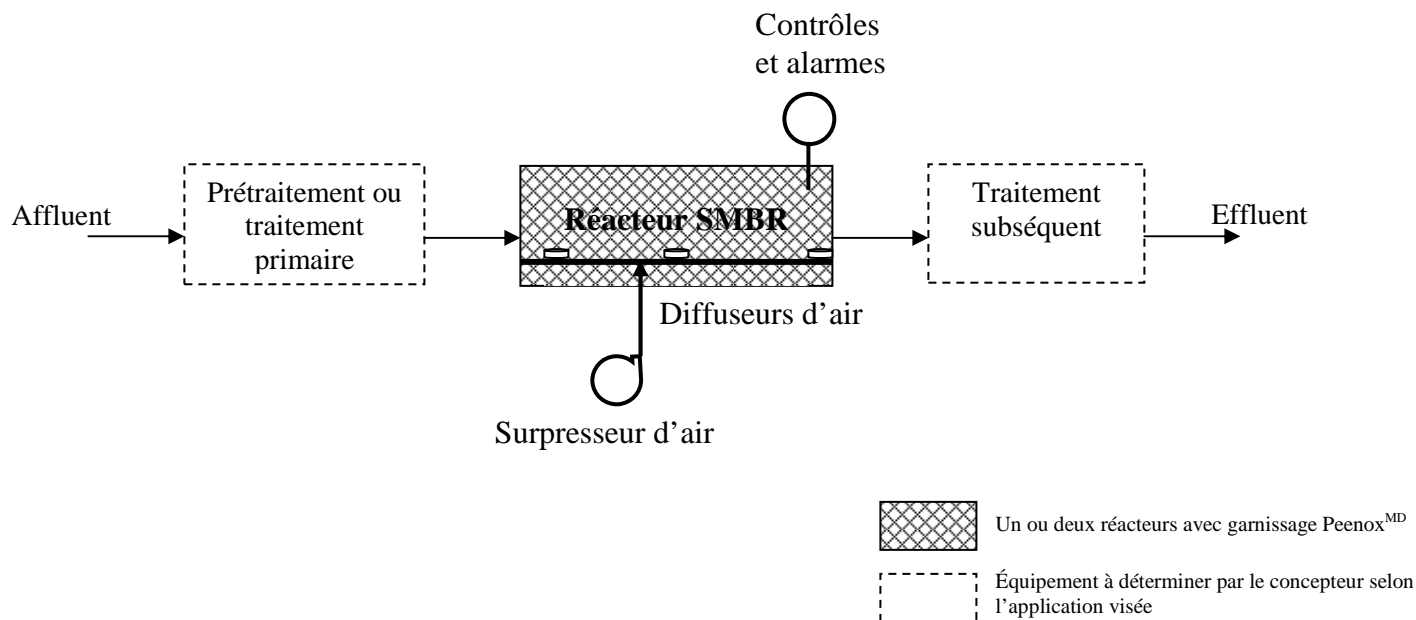 Contrôles
et alarmes
Affluent
Prétraitement ou
traitement
primaire
Réacteur SMBR
Traitement
subséquent
Effluent
Diffuseurs d’air
Surpresseur d’air
Un ou deux réacteurs avec garnissage Peenox^MD
Équipement à déterminer par le concepteur selon
l’application visée